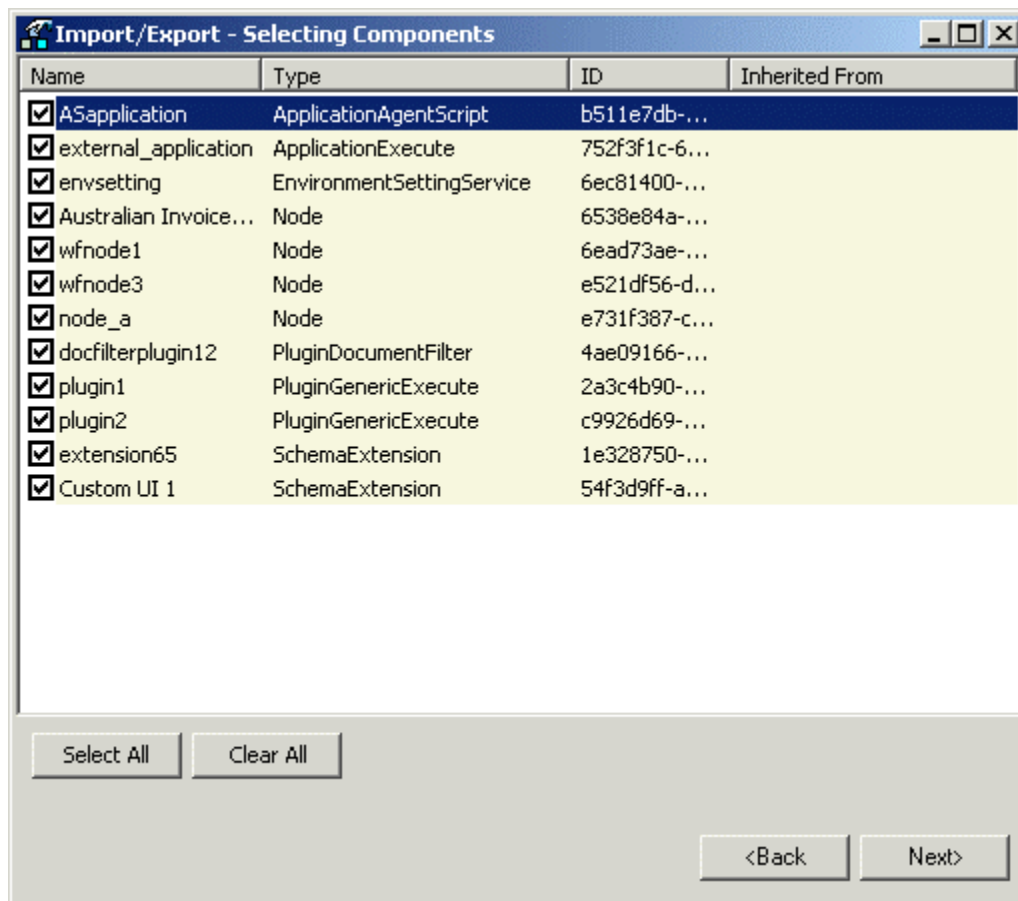 Import/Export - Selecting Components
Name Type ID Inherited From
ASapplication ApplicationAgentScript b511e7db-...
external_application ApplicationExecute 752f3f1c-6...
envsetting EnvironmentSettingService 6ec81400-...
Australian Invoice... Node 6538e84a-...
wfnode1 Node 6ead73ae-...
wfnode3 Node e521df56-d...
node_a Node e731f387-c...
docfilterplugin12 PluginDocumentFilter 4ae09166-...
plugin1 PluginGenericExecute 2a3c4b90-...
plugin2 PluginGenericExecute c9926d69-...
extension65 SchemaExtension 1e328750-...
Custom UI 1 SchemaExtension 54f3d9ff-a...
Select All Clear All
<Back Next>